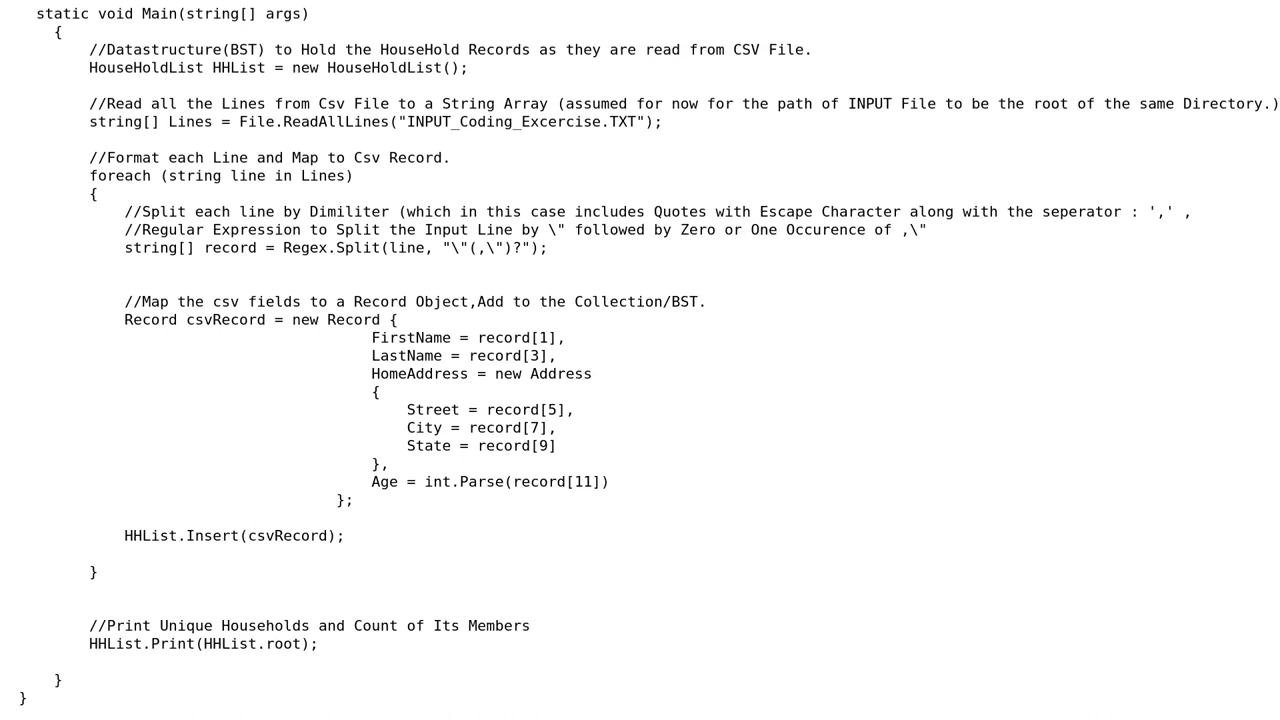 static void Main(string[] args)
{
//Datastructure(BST) to Hold the HouseHold Records as they are read from CSV File.
HouseHoldList HHList = new HouseHoldList();
//Read all the Lines from Csv File to a String Array (assumed for now for the path of INPUT File to be the root of the same Directory.)
string[] Lines = File.ReadAllLines("INPUT_Coding_Excercise.TXT");
//Format each Line and Map to Csv Record.
foreach (string line in Lines)
{
//Split each line by Dimiliter (which in this case includes Quotes with Escape Character along with the seperator : ',' ,
//Regular Expression to Split the Input Line by \" followed by Zero or One Occurence of ,\"
string[] record = Regex.Split(line, "\"(,\")?");
//Map the csv fields to a Record Object,Add to the Collection/BST.
Record csvRecord = new Record {
FirstName = record[1],
LastName = record[3],
HomeAddress = new Address
{
Street = record[5],
City = record[7],
State = record[9]
},
Age = int.Parse(record[11])
};
HHList.Insert(csvRecord);
}
//Print Unique Households and Count of Its Members
HHList.Print(HHList.root);
}
}